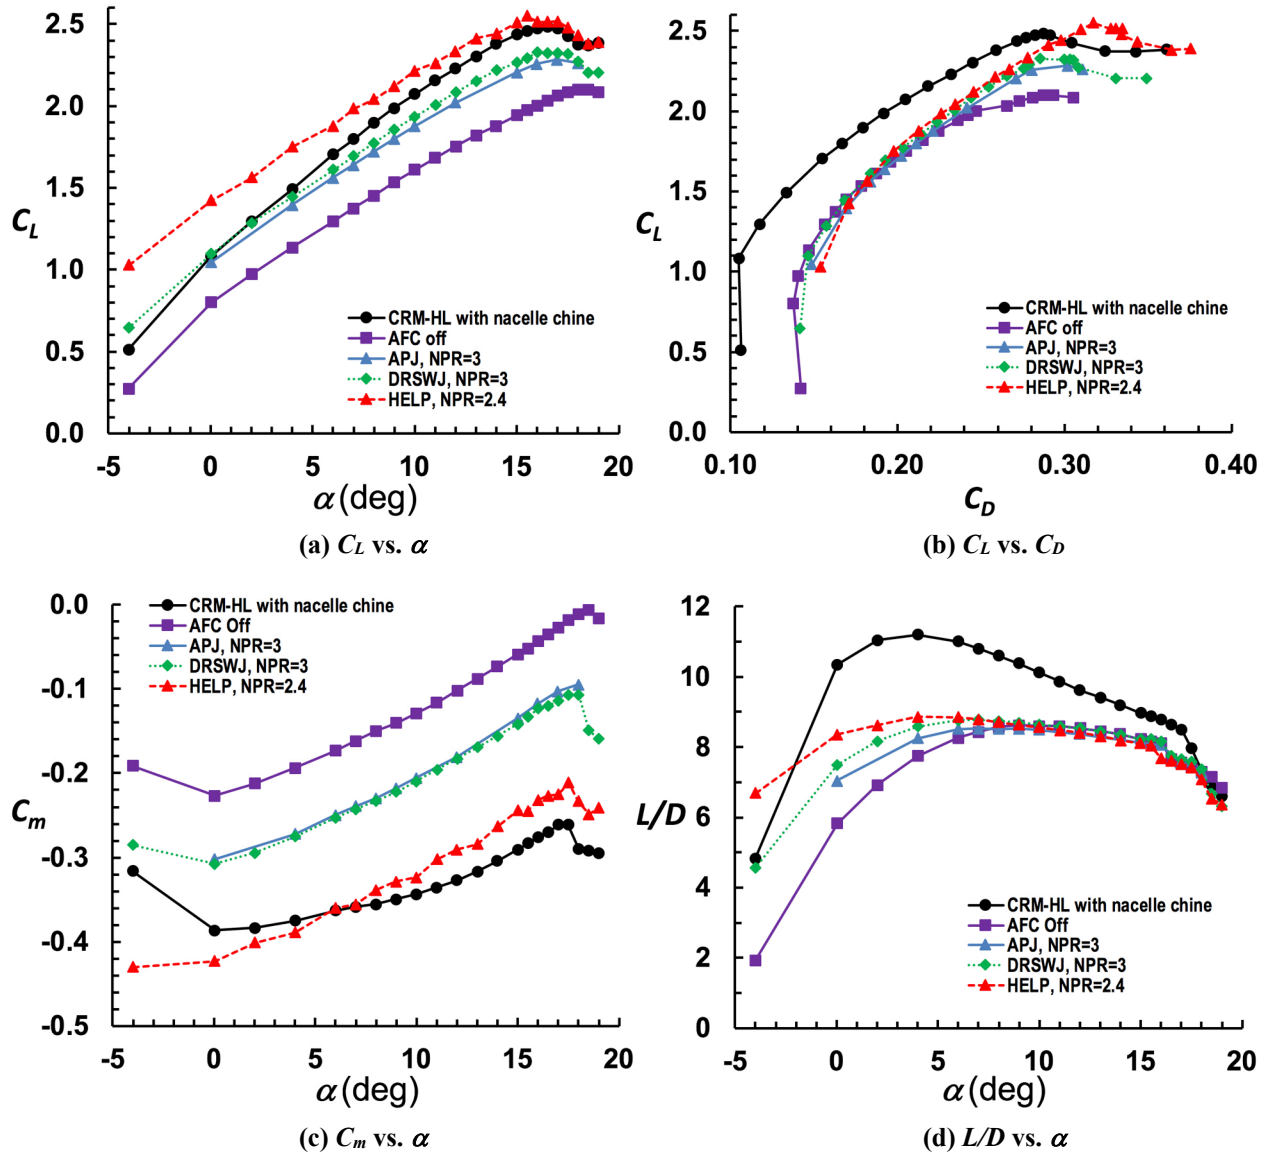 2.5
2.0
1.5
1.0
0.5
0.0
C_L
-5 0 5 10 15 20
α (deg)
CRM-HL with nacelle chine
AFC off
APJ, NPR=3
DRSWJ, NPR=3
HELP, NPR=2.4
(a) C_L vs. α
2.5
2.0
1.5
1.0
0.5
0.0
C_L
0.10 0.20 0.30 0.40
C_D
CRM-HL with nacelle chine
AFC off
APJ, NPR=3
DRSWJ, NPR=3
HELP, NPR=2.4
(b) C_L vs. C_D
0.0
-0.1
-0.2
-0.3
-0.4
-0.5
C_m
-5 0 5 10 15 20
α (deg)
CRM-HL with nacelle chine
AFC Off
APJ, NPR=3
DRSWJ, NPR=3
HELP, NPR=2.4
(c) C_m vs. α
12
10
8
6
4
2
0
L/D
-5 0 5 10 15 20
α (deg)
CRM-HL with nacelle chine
AFC Off
APJ, NPR=3
DRSWJ, NPR=3
HELP, NPR=2.4
(d) L/D vs. α